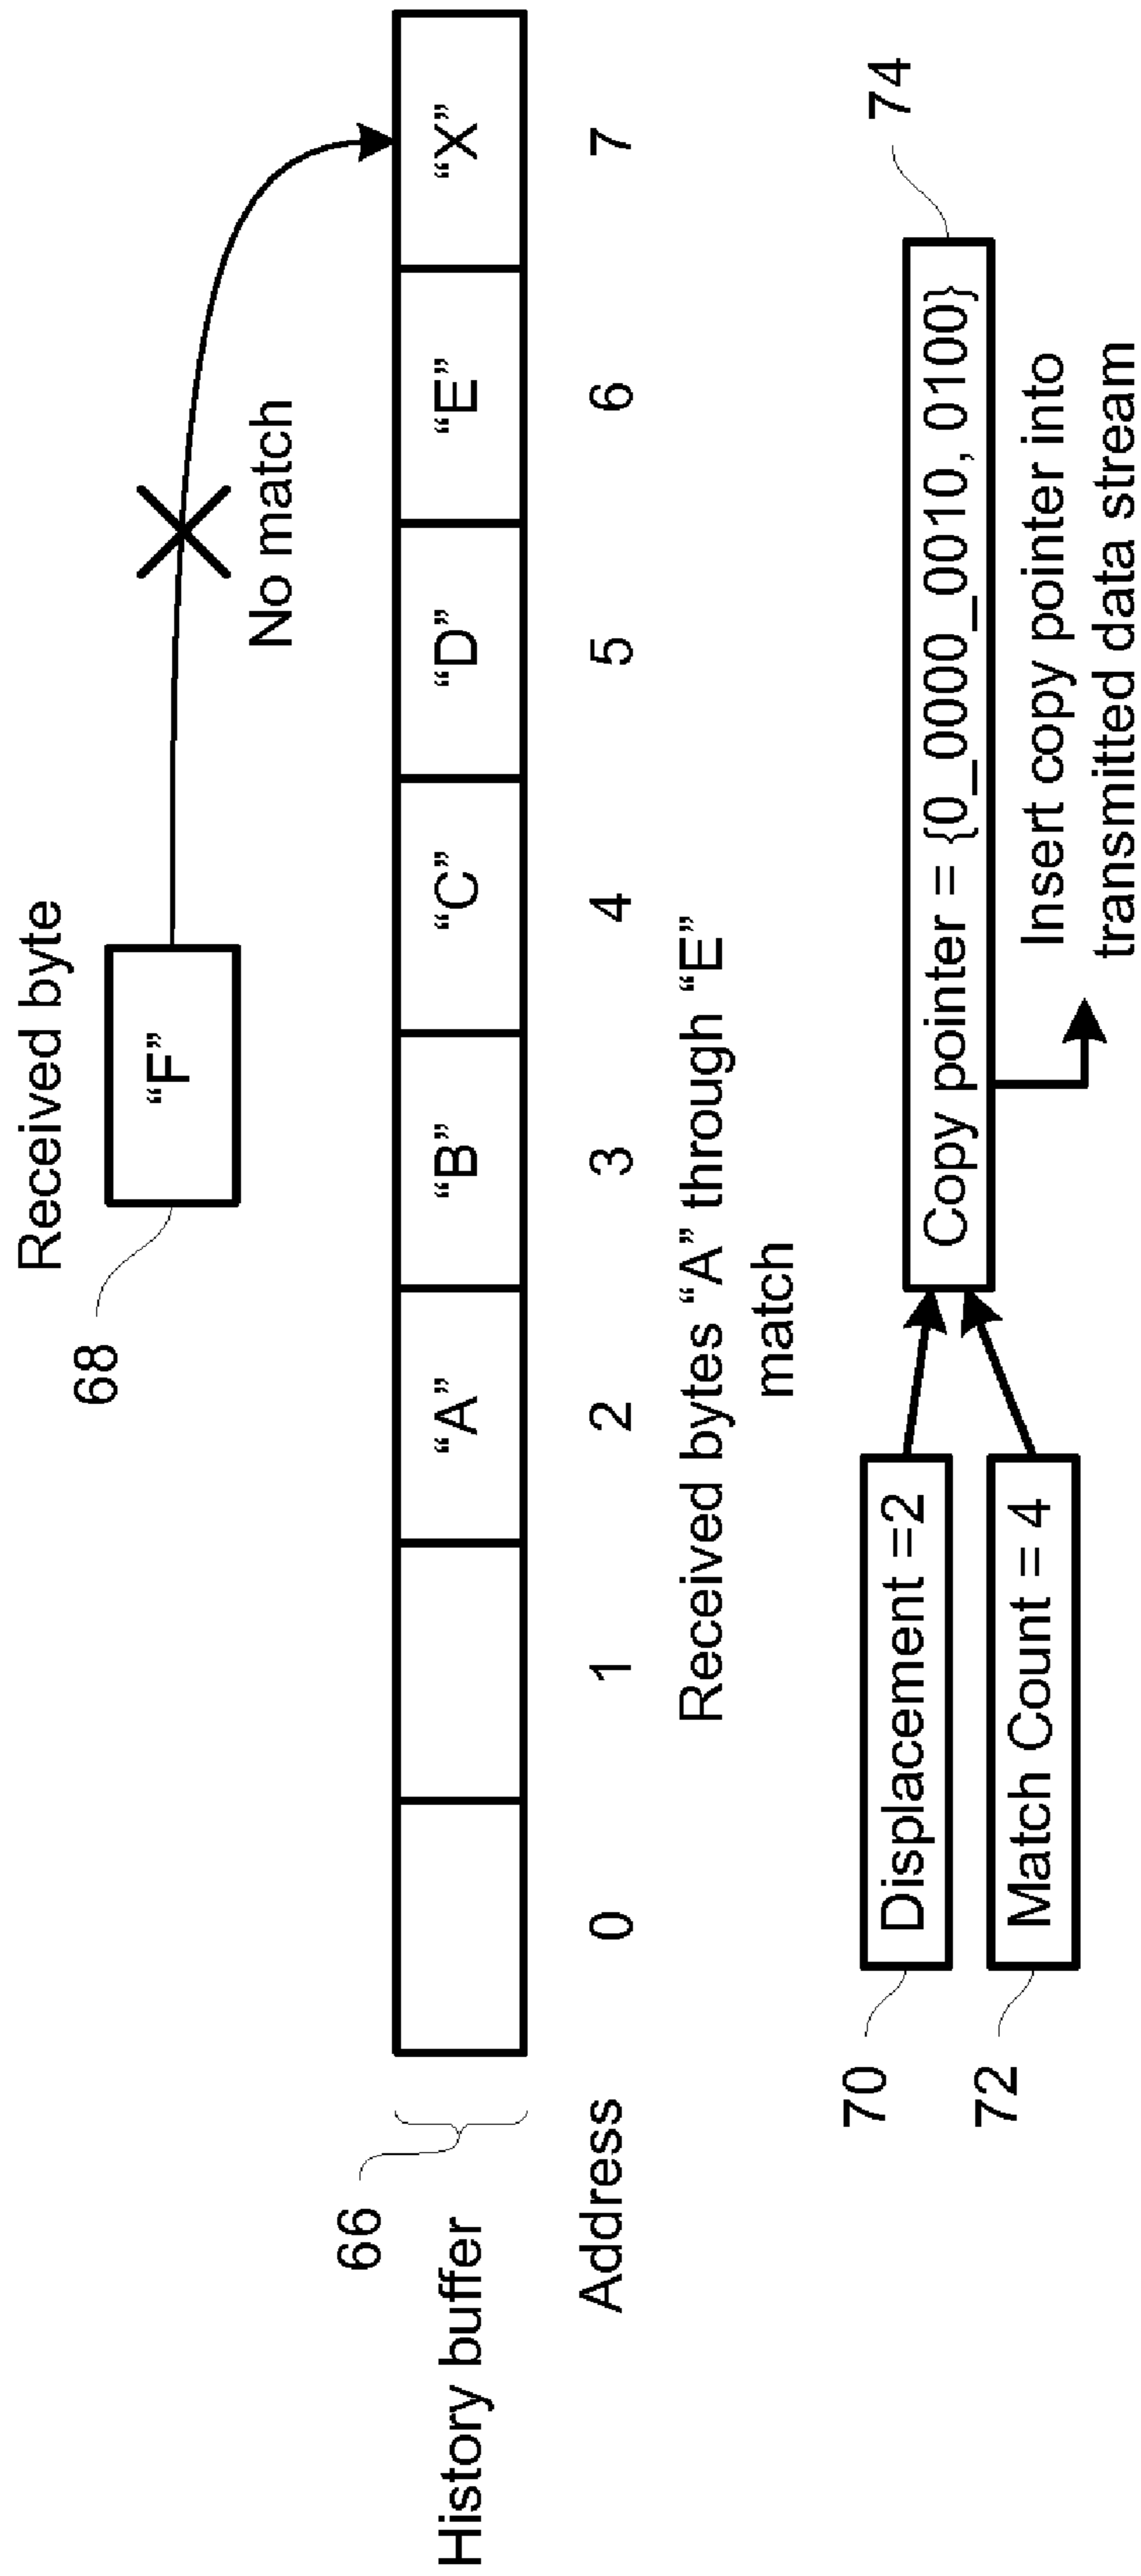 Received byte
68
“F”
No match
66
History buffer
“A” “B” “C” “D” “E” “X”
Address 0 1 2 3 4 5 6 7
Received bytes “A” through “E”
match
70
Displacement =2
72
Match Count = 4
Copy pointer = {0_0000_0010, 0100}
74
Insert copy pointer into
transmitted data stream